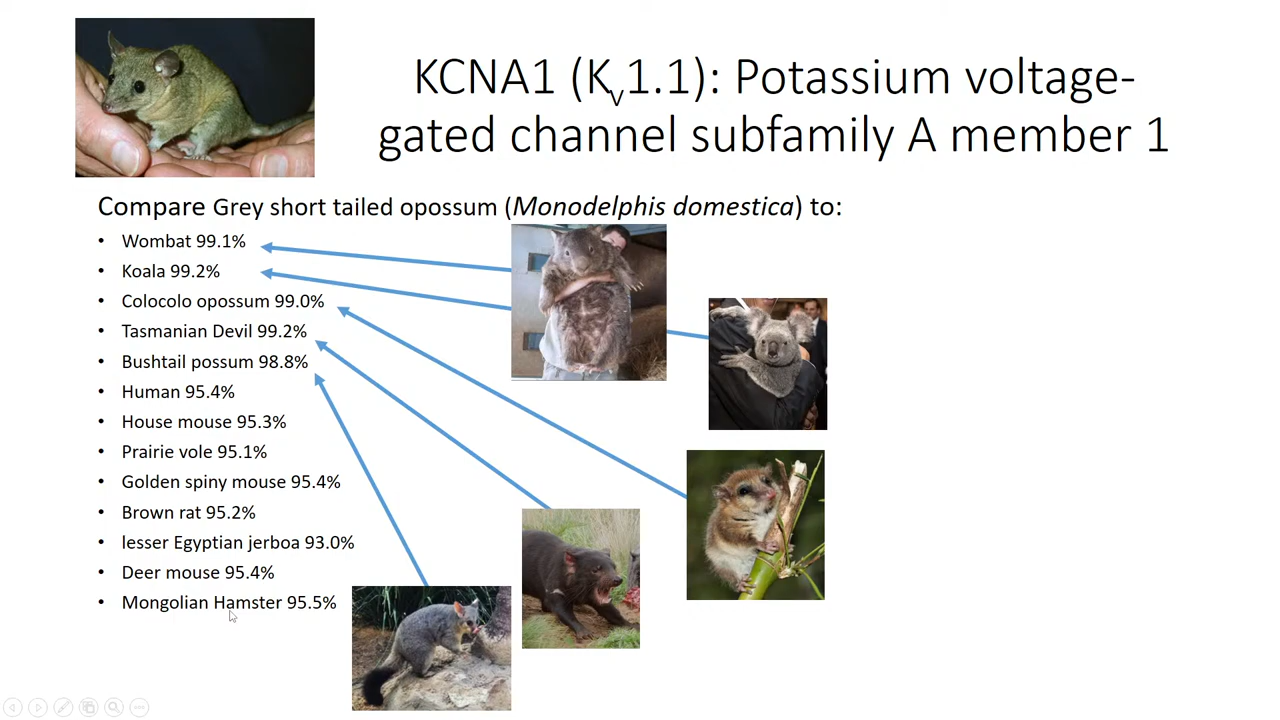 KCNA1 (Kv1.1): Potassium voltage-
gated channel subfamily A member 1
Compare Grey short tailed opossum (Monodelphis domestica) to:
• Wombat 99.1%
• Koala 99.2%
• Colocolo opossum 99.0%
• Tasmanian Devil 99.2%
• Bushtail possum 98.8%
• Human 95.4%
• House mouse 95.3%
• Prairie vole 95.1%
• Golden spiny mouse 95.4%
• Brown rat 95.2%
• lesser Egyptian jerboa 93.0%
• Deer mouse 95.4%
• Mongolian Hamster 95.5%